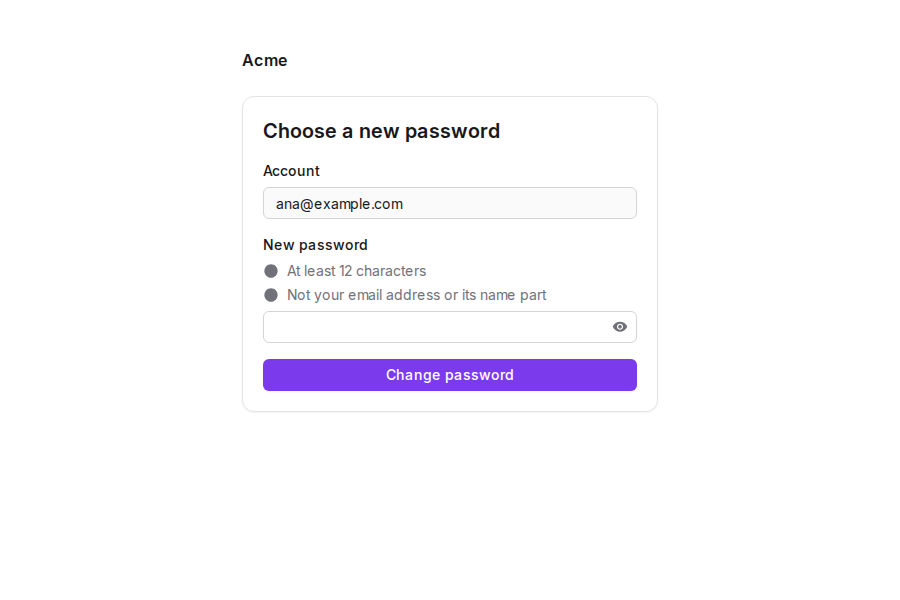 Acme
Choose a new password
Account
ana@example.com
New password
At least 12 characters
Not your email address or its name part
Change password